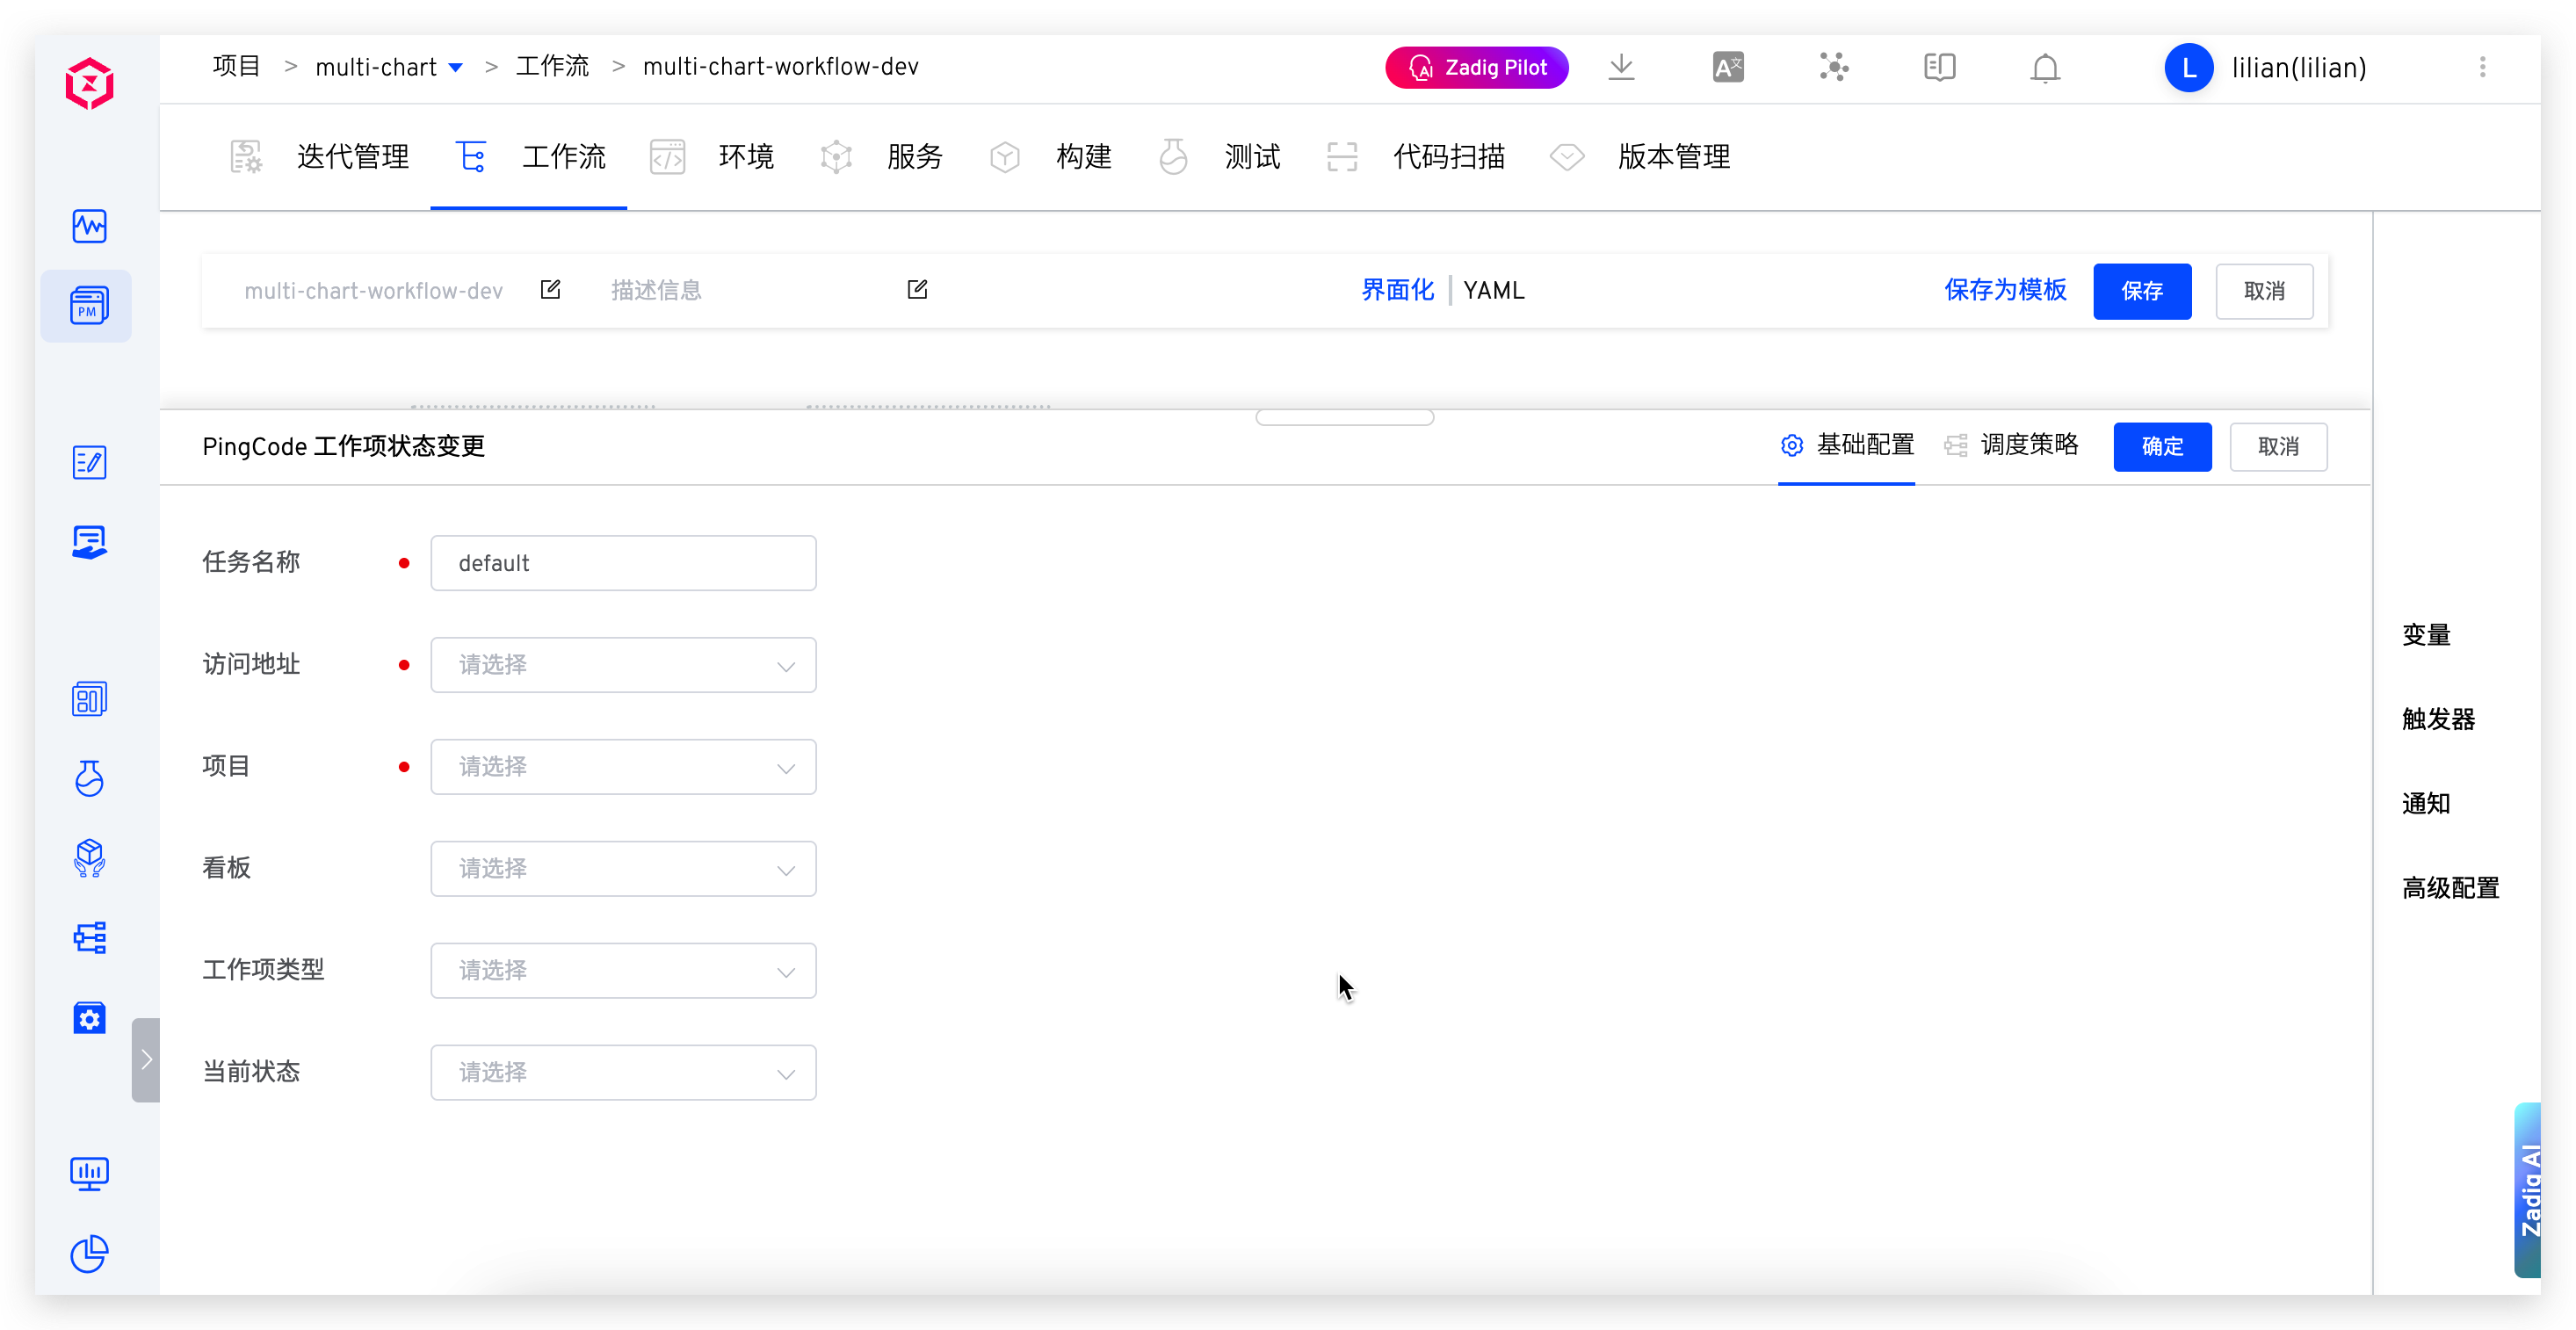 项目 > multi-chart > 工作流 > multi-chart-workflow-dev
AI Zadig Pilot
A文
L lilian(lilian)
迭代管理 工作流 环境 服务 构建 测试 代码扫描 版本管理
PM
multi-chart-workflow-dev 描述信息 界面化 | YAML 保存为模板 保存 取消
PingCode 工作项状态变更 基础配置 调度策略 确定 取消
任务名称 default
访问地址 请选择
项目 请选择
看板 请选择
工作项类型 请选择
当前状态 请选择
变量
触发器
通知
高级配置
Zadig AI